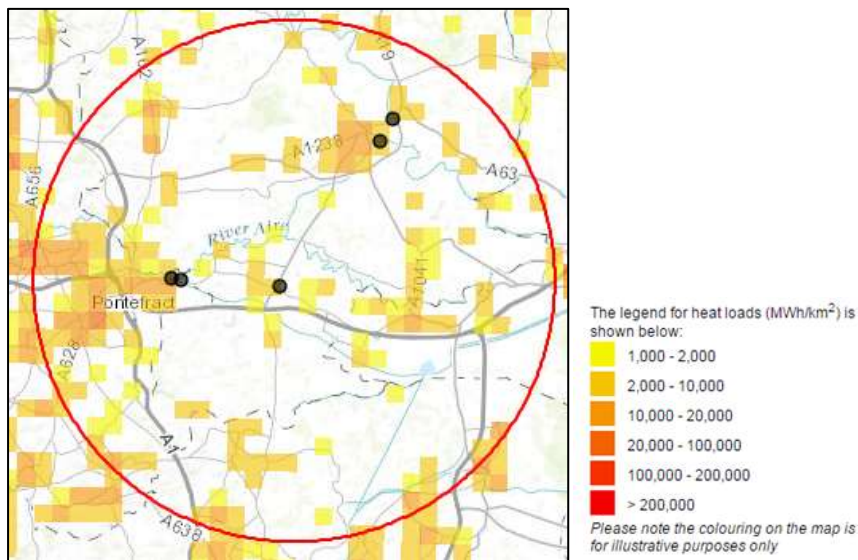 A19
A162
A1238
A63
A656
River Aire
A1041
Pontefract
A628
A1
A638
The legend for heat loads (MWh/km²) is
shown below:
1,000 - 2,000
2,000 - 10,000
10,000 - 20,000
20,000 - 100,000
100,000 - 200,000
> 200,000
Please note the colouring on the map is
for illustrative purposes only